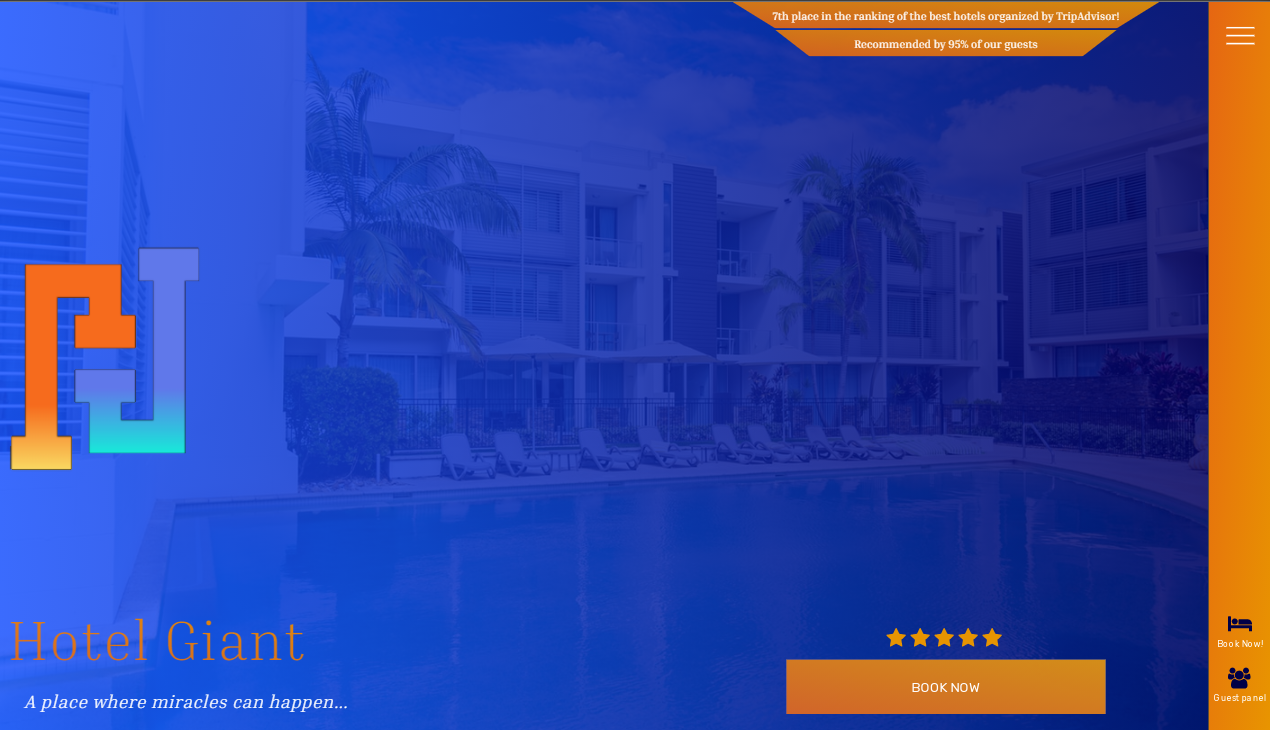 7th place in the ranking of the best hotels organized by TripAdvisor!
Recommended by 95% of our guests
Hotel Giant
A place where miracles can happen...
BOOK NOW
Book Now!
Guest panel